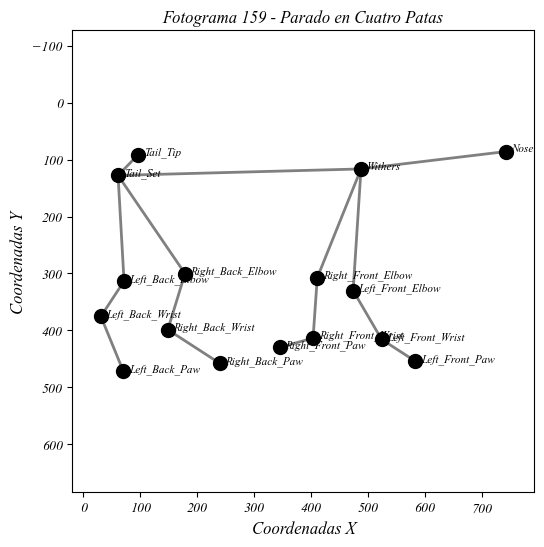 Fotograma 159 - Parado en Cuatro Patas
Coordenadas Y
−100
0
100
200
300
400
500
600
Tail_Tip
Nose
Withers
Tail_Set
Right_Back_Elbow
Right_Front_Elbow
Left_Back_Elbow
Left_Front_Elbow
Left_Back_Wrist
Right_Back_Wrist
Right_Front_Wrist
Left_Front_Wrist
Right_Front_Paw
Left_Front_Paw
Right_Back_Paw
Left_Back_Paw
0 100 200 300 400 500 600 700
Coordenadas X